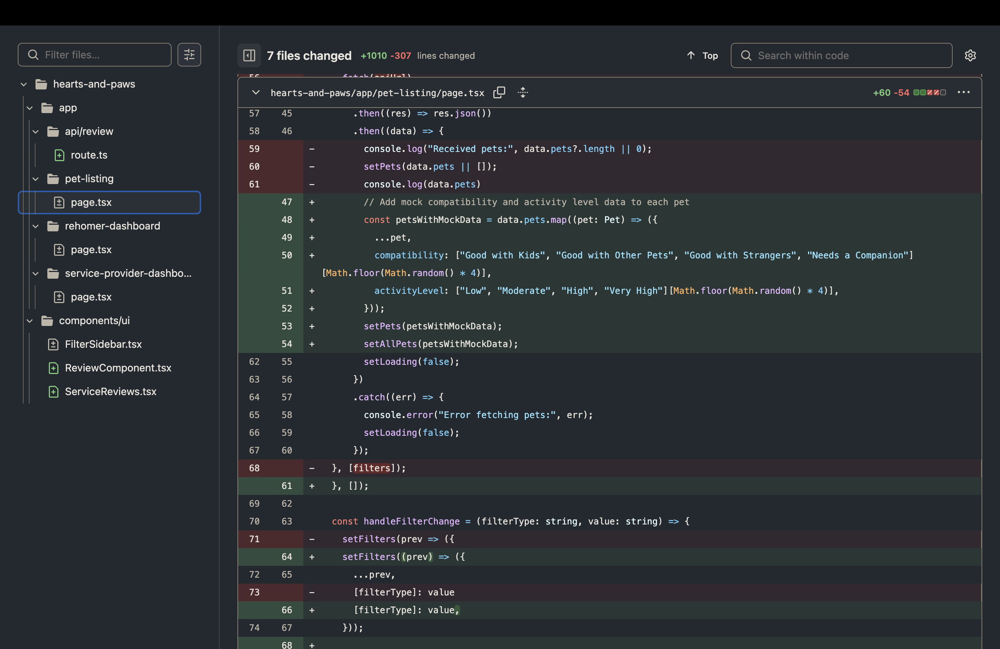 Filter files...
hearts-and-paws
app
api/review
route.ts
pet-listing
page.tsx
rehomer-dashboard
page.tsx
service-provider-dashbo...
page.tsx
components/ui
FilterSidebar.tsx
ReviewComponent.tsx
ServiceReviews.tsx
7 files changed +1010 -307 lines changed
Top
Search within code
56 fetch(apiUrl)
hearts-and-paws/app/pet-listing/page.tsx
+60 -54
57 45 .then((res) => res.json())
58 46 .then((data) => {
59 - console.log("Received pets:", data.pets?.length || 0);
60 - setPets(data.pets || []);
61 - console.log(data.pets)
47 + // Add mock compatibility and activity level data to each pet
48 + const petsWithMockData = data.pets.map((pet: Pet) => ({
49 + ...pet,
50 + compatibility: ["Good with Kids", "Good with Other Pets", "Good with Strangers", "Needs a Companion"]
[Math.floor(Math.random() * 4)],
51 + activityLevel: ["Low", "Moderate", "High", "Very High"][Math.floor(Math.random() * 4)],
52 + }));
53 + setPets(petsWithMockData);
54 + setAllPets(petsWithMockData);
62 55 setLoading(false);
63 56 })
64 57 .catch((err) => {
65 58 console.error("Error fetching pets:", err);
66 59 setLoading(false);
67 60 });
68 - }, [filters]);
61 + }, []);
69 62
70 63 const handleFilterChange = (filterType: string, value: string) => {
71 - setFilters(prev => ({
64 + setFilters((prev) => ({
72 65 ...prev,
73 - [filterType]: value
66 + [filterType]: value,
74 67 }));
68 +